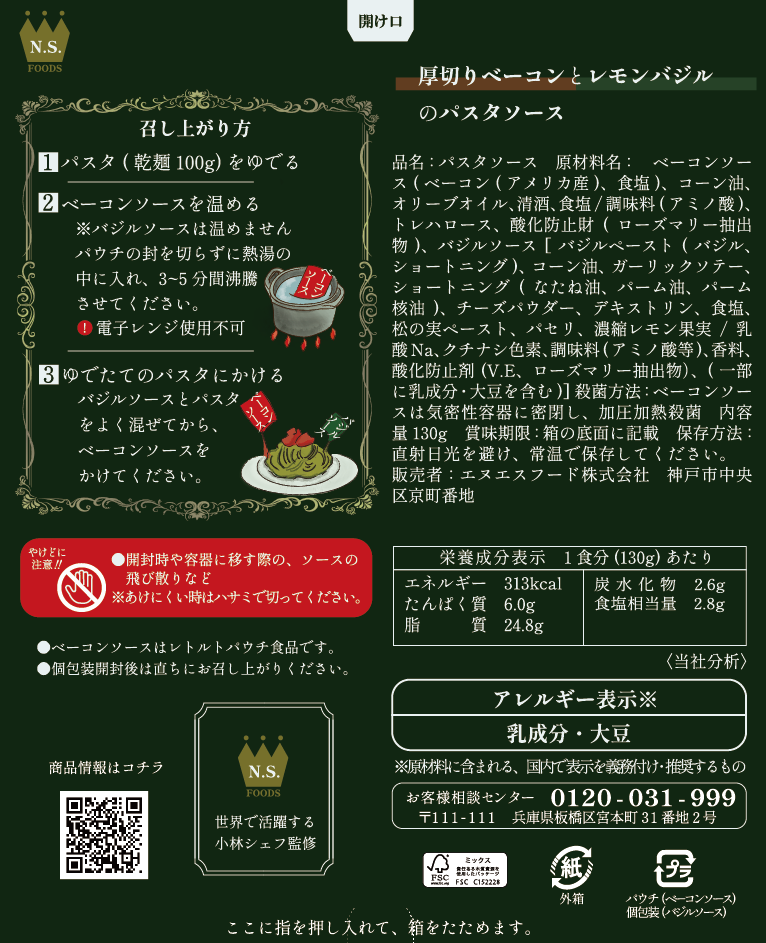 開け口
N.S.
FOODS
召し上がり方
1 パスタ ( 乾麺 100g) をゆでる
2 ベーコンソースを温める
※バジルソースは温めません
パウチの封を切らずに熱湯の
中に入れ、3~5 分間沸騰
させてください。
! 電子レンジ使用不可
ベーコン
ソース
3 ゆでたてのパスタにかける
バジルソースとパスタ
をよく混ぜてから、
ベーコンソースを
かけてください。
ベーコン
ソース
厚切りベーコンとレモンバジル
のパスタソース
品名：パスタソース　原材料名：　ベーコンソー
ス ( ベーコン ( アメリカ産 )、食塩 )、コーン油、
オリーブオイル、清酒、食塩 / 調味料 ( アミノ酸 )、
トレハロース、酸化防止財 ( ローズマリー抽出
物 )、バジルソース [ バジルペースト ( バジル、
ショートニング )、コーン油、ガーリックソテー、
ショートニング ( なたね油、パーム油、パーム
核油 )、チーズパウダー、デキストリン、食塩、
松の実ペースト、パセリ、濃縮レモン果実 / 乳
酸 Na、クチナシ色素、調味料 ( アミノ酸等 )、香料、
酸化防止剤 (V.E、ローズマリー抽出物)、( 一部
に乳成分・大豆を含む )] 殺菌方法：ベーコンソー
スは気密性容器に密閉し、加圧加熱殺菌　内容
量 130g　賞味期限：箱の底面に記載　保存方法：
直射日光を避け、常温で保存してください。
販売者：エヌエスフード株式会社　神戸市中央
区京町番地
やけどに
注意!!
●開封時や容器に移す際の、ソースの
飛び散りなど
※あけにくい時はハサミで切ってください。
●ベーコンソースはレトルトパウチ食品です。
●個包装開封後は直ちにお召し上がりください。
栄養成分表示　1 食分 (130g) あたり
エネルギー　313kcal
たんぱく質　6.0g
脂　　質　24.8g
炭 水 化 物　2.6g
食塩相当量　2.8g
〈当社分析〉
アレルギー表示※
乳成分・大豆
※原材料に含まれる、国内で表示を義務付け・推奨するもの
お客様相談センター　0120 - 031 - 999
〒111-111　兵庫県板橋区宮本町 31 番地 2 号
商品情報はコチラ
N.S.
FOODS
世界で活躍する
小林シェフ監修
FSC
www.fsc.org
ミックス
責任ある木質資源を
使用したパッケージ
FSC C152228
紙
外箱
プラ
パウチ (ベーコンソース)
個包装 (バジルソース)
ここに指を押し入れて、箱をたためます。